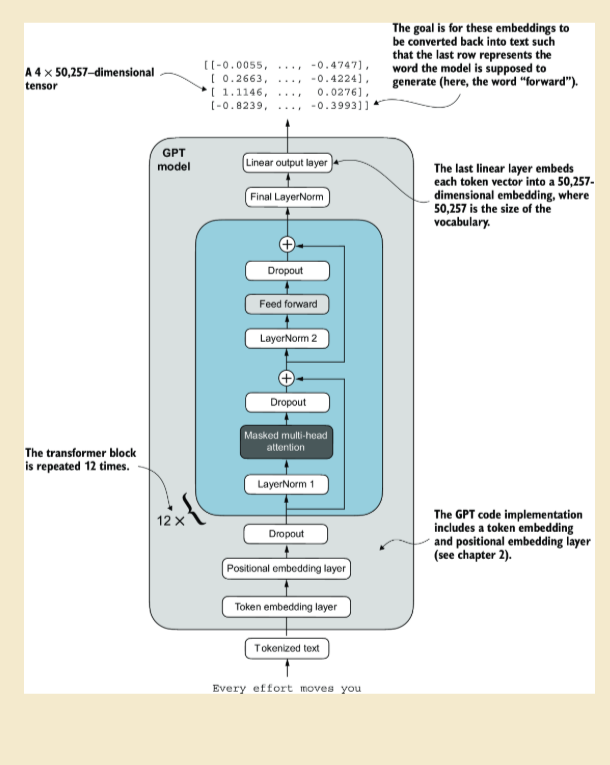 The goal is for these embeddings to
be converted back into text such
that the last row represents the
word the model is supposed to
generate (here, the word “forward”).
A 4 × 50,257–dimensional
tensor
[[-0.0055, ..., -0.4747],
[ 0.2663, ..., -0.4224],
[ 1.1146, ..., 0.0276],
[-0.8239, ..., -0.3993]]
GPT
model
Linear output layer
Final LayerNorm
The last linear layer embeds
each token vector into a 50,257-
dimensional embedding, where
50,257 is the size of the
vocabulary.
+
Dropout
Feed forward
LayerNorm 2
+
Dropout
Masked multi-head
attention
LayerNorm 1
The transformer block
is repeated 12 times.
12 × {
Dropout
Positional embedding layer
Token embedding layer
The GPT code implementation
includes a token embedding
and positional embedding layer
(see chapter 2).
Tokenized text
Every effort moves you